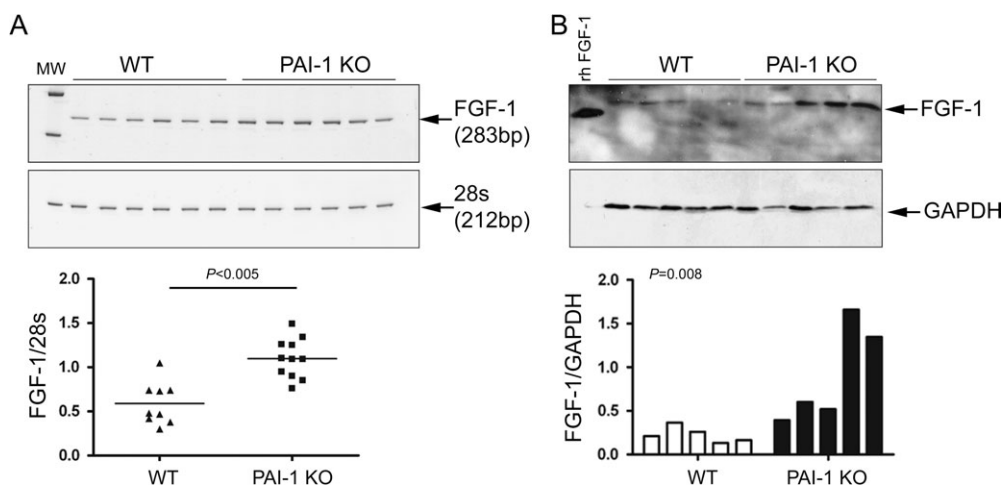 A
MW
WT
PAI-1 KO
FGF-1
(283bp)
28s
(212bp)
P<0.005
FGF-1/28s
2.0
1.5
1.0
0.5
0.0
WT
PAI-1 KO
B
rh FGF-1
WT
PAI-1 KO
FGF-1
GAPDH
P=0.008
FGF-1/GAPDH
2.0
1.5
1.0
0.5
0.0
WT
PAI-1 KO